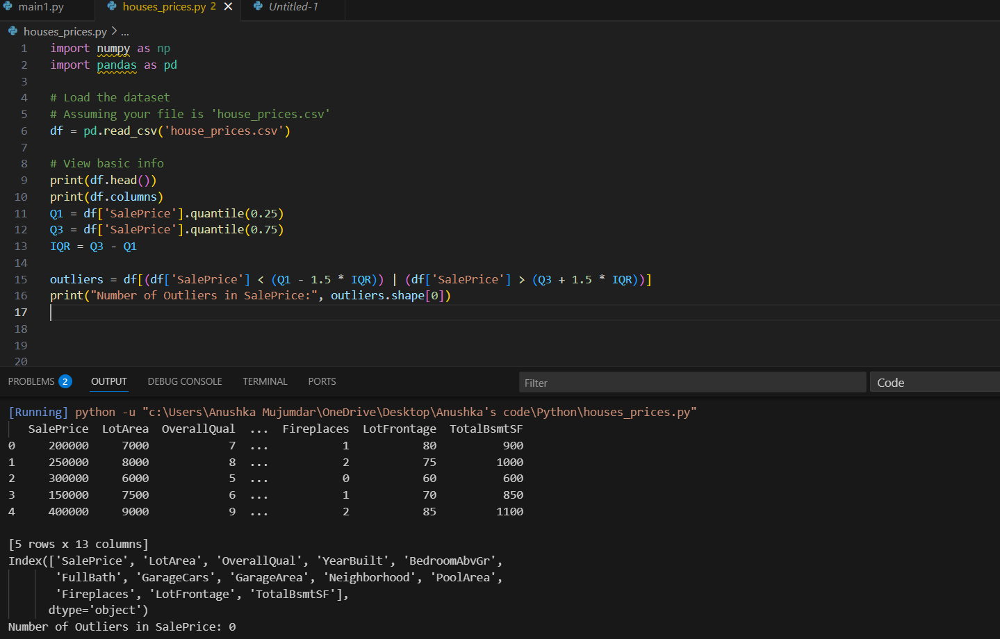 main1.py houses_prices.py 2 Untitled-1
houses_prices.py > ...
1 import numpy as np
2 import pandas as pd
3
4 # Load the dataset
5 # Assuming your file is 'house_prices.csv'
6 df = pd.read_csv('house_prices.csv')
7
8 # View basic info
9 print(df.head())
10 print(df.columns)
11 Q1 = df['SalePrice'].quantile(0.25)
12 Q3 = df['SalePrice'].quantile(0.75)
13 IQR = Q3 - Q1
14
15 outliers = df[(df['SalePrice'] < (Q1 - 1.5 * IQR)) | (df['SalePrice'] > (Q3 + 1.5 * IQR))]
16 print("Number of Outliers in SalePrice:", outliers.shape[0])
17
18
19
20
PROBLEMS 2 OUTPUT DEBUG CONSOLE TERMINAL PORTS Filter Code
[Running] python -u "c:\Users\Anushka Mujumdar\OneDrive\Desktop\Anushka's code\Python\houses_prices.py"
SalePrice LotArea OverallQual ... Fireplaces LotFrontage TotalBsmtSF
0 200000 7000 7 ... 1 80 900
1 250000 8000 8 ... 2 75 1000
2 300000 6000 5 ... 0 60 600
3 150000 7500 6 ... 1 70 850
4 400000 9000 9 ... 2 85 1100
[5 rows x 13 columns]
Index(['SalePrice', 'LotArea', 'OverallQual', 'YearBuilt', 'BedroomAbvGr',
'FullBath', 'GarageCars', 'GarageArea', 'Neighborhood', 'PoolArea',
'Fireplaces', 'LotFrontage', 'TotalBsmtSF'],
dtype='object')
Number of Outliers in SalePrice: 0